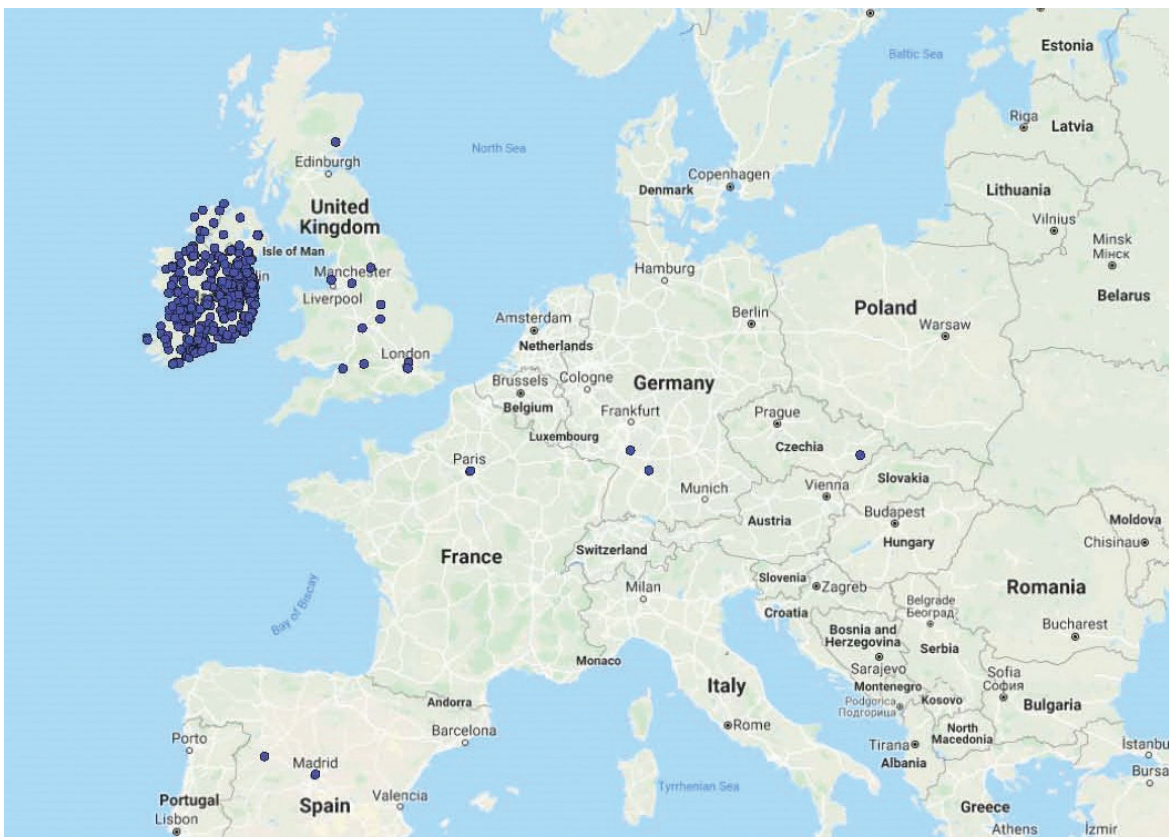 Baltic Sea
Estonia
Riga
Latvia
North Sea
Edinburgh
Copenhagen
Denmark
Lithuania
Vilnius
United
Kingdom
Isle of Man
Minsk
Мінск
Manchester
Liverpool
Hamburg
Belarus
Amsterdam
Netherlands
Berlin
Poland
Warsaw
London
Brussels
Belgium
Cologne
Germany
Frankfurt
Prague
Czechia
Luxembourg
Paris
Munich
Vienna
Slovakia
Austria
Budapest
Hungary
Moldova
Chisinau
France
Switzerland
Milan
Slovenia
Zagreb
Croatia
Romania
Belgrade
Београд
Bucharest
Bay of Biscay
Bosnia and
Herzegovina
Serbia
Sarajevo
Monaco
Italy
Montenegro
Podgorica
Подгорица
Kosovo
Sofia
София
Bulgaria
Andorra
Porto
Barcelona
Rome
North
Macedonia
Tirana
Albania
İstanbu
Bursa
Madrid
Portugal
Spain
Valencia
Lisbon
Tyrrhenian Sea
Greece
Athens
İzmir